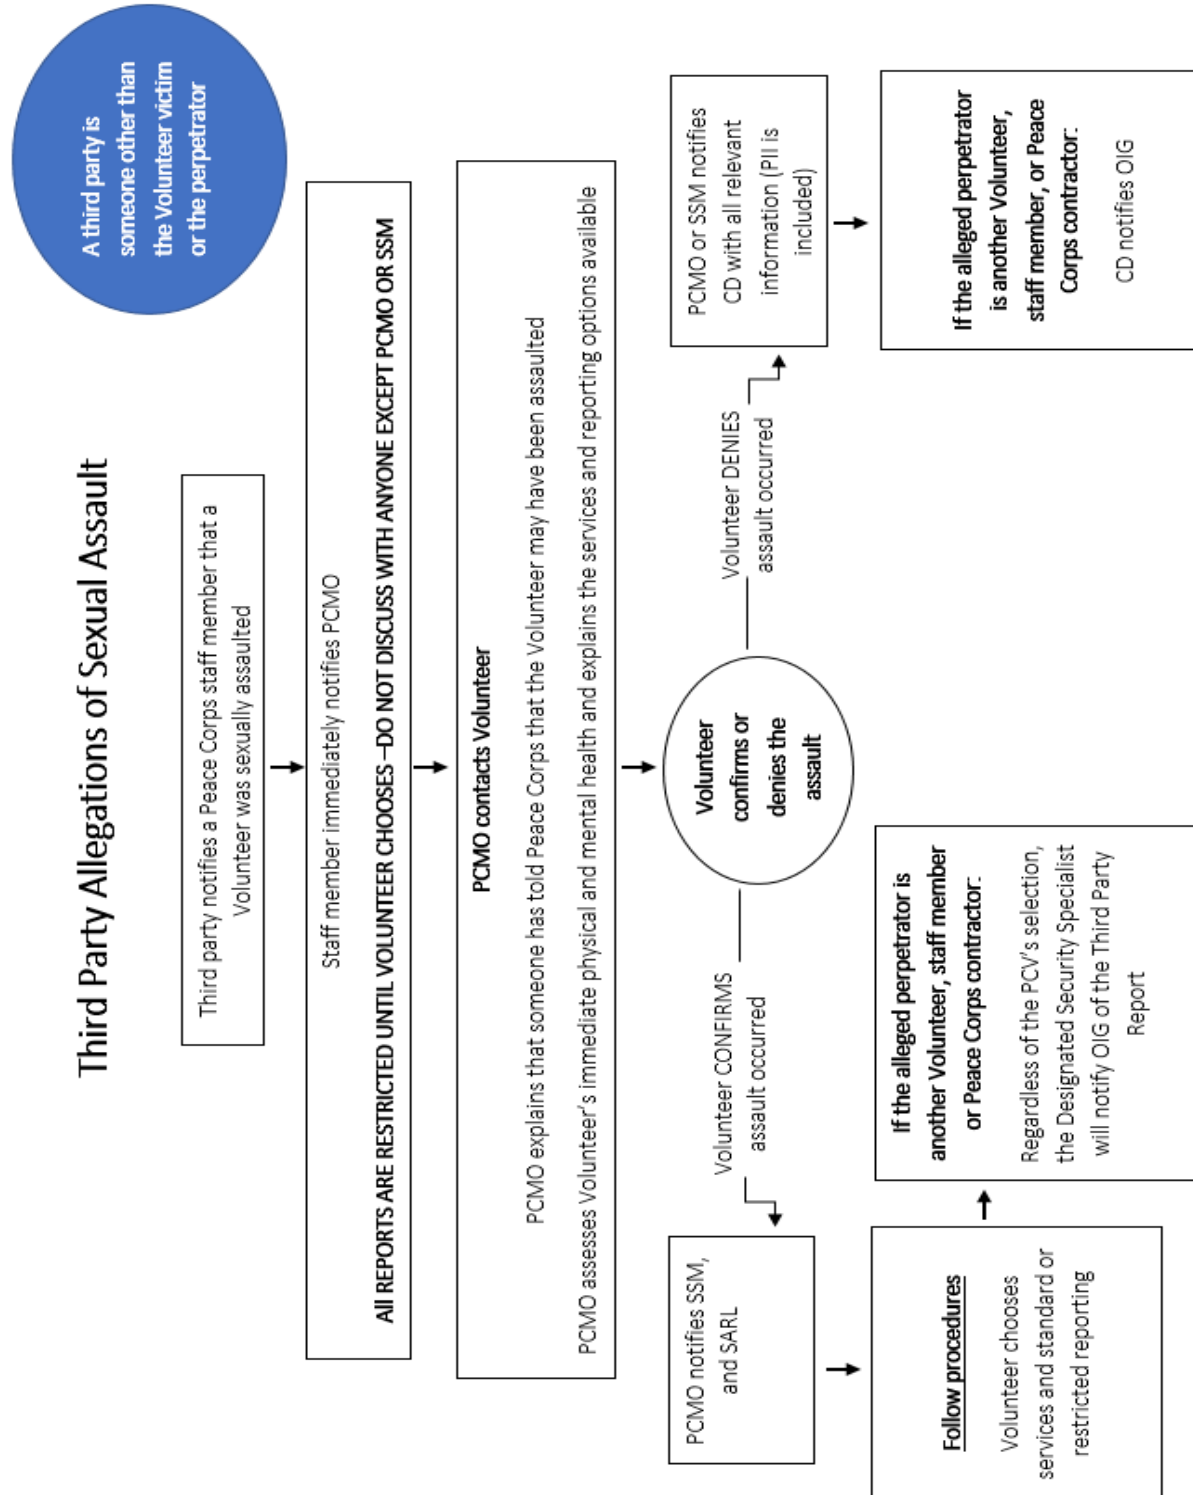 Third Party Allegations of Sexual Assault
A third party is
someone other than
the Volunteer victim
or the perpetrator
Third party notifies a Peace Corps staff member that a
Volunteer was sexually assaulted
Staff member immediately notifies PCMO
All REPORTS ARE RESTRICTED UNTIL VOLUNTEER CHOOSES –DO NOT DISCUSS WITH ANYONE EXCEPT PCMO OR SSM
PCMO contacts Volunteer
PCMO explains that someone has told Peace Corps that the Volunteer may have been assaulted
PCMO assesses Volunteer's immediate physical and mental health and explains the services and reporting options available
Volunteer
confirms or
denies the
assault
Volunteer CONFIRMS
assault occurred
PCMO notifies SSM,
and SARL
Follow procedures
Volunteer chooses
services and standard or
restricted reporting
If the alleged perpetrator is
another Volunteer, staff member
or Peace Corps contractor:
Regardless of the PCV's selection,
the Designated Security Specialist
will notify OIG of the Third Party
Report
Volunteer DENIES
assault occurred
PCMO or SSM notifies
CD with all relevant
information (PII is
included)
If the alleged perpetrator
is another Volunteer,
staff member, or Peace
Corps contractor:
CD notifies OIG